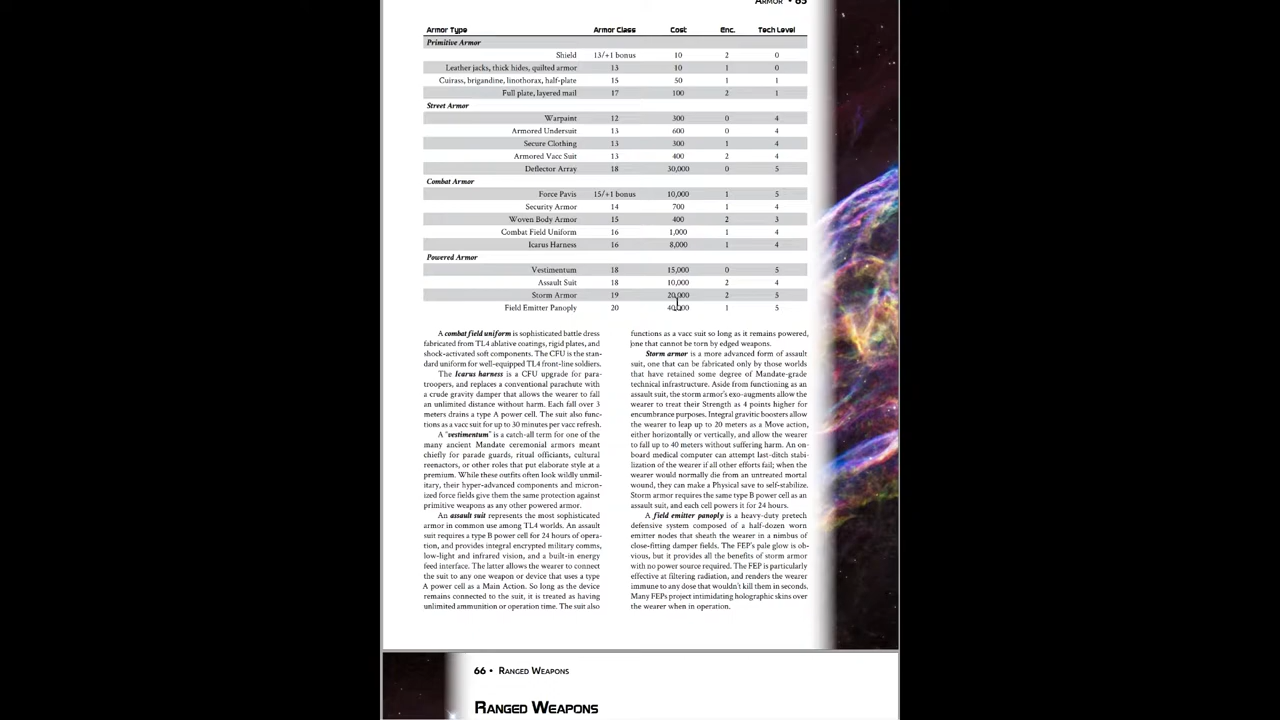 ARMOR • 65
Armor Type Armor Class Cost Enc. Tech Level
Primitive Armor
Shield 13/+1 bonus 10 2 0
Leather jacks, thick hides, quilted armor 13 10 1 0
Cuirass, brigandine, linothorax, half-plate 15 50 1 1
Full plate, layered mail 17 100 2 1
Street Armor
Warpaint 12 300 0 4
Armored Undersuit 13 600 0 4
Secure Clothing 13 300 1 4
Armored Vacc Suit 13 400 2 4
Deflector Array 18 30,000 0 5
Combat Armor
Force Pavis 15/+1 bonus 10,000 1 5
Security Armor 14 700 1 4
Woven Body Armor 15 400 2 3
Combat Field Uniform 16 1,000 1 4
Icarus Harness 16 8,000 1 4
Powered Armor
Vestimentum 18 15,000 0 5
Assault Suit 18 10,000 2 4
Storm Armor 19 20,000 2 5
Field Emitter Panoply 20 40,000 1 5
A combat field uniform is sophisticated battle dress
fabricated from TL4 ablative coatings, rigid plates, and
shock-activated soft components. The CFU is the stan-
dard uniform for well-equipped TL4 front-line soldiers.
The Icarus harness is a CFU upgrade for para-
troopers, and replaces a conventional parachute with
a crude gravity damper that allows the wearer to fall
an unlimited distance without harm. Each fall over 3
meters drains a type A power cell. The suit also func-
tions as a vacc suit for up to 30 minutes per vacc refresh.
A "vestimentum" is a catch-all term for one of the
many ancient Mandate ceremonial armors meant
chiefly for parade guards, ritual officiants, cultural
reenactors, or other roles that put elaborate style at a
premium. While these outfits often look wildly unmil-
itary, their hyper-advanced components and micron-
ized force fields give them the same protection against
primitive weapons as any other powered armor.
An assault suit represents the most sophisticated
armor in common use among TL4 worlds. An assault
suit requires a type B power cell for 24 hours of opera-
tion, and provides integral encrypted military comms,
low-light and infrared vision, and a built-in energy
feed interface. The latter allows the wearer to connect
the suit to any one weapon or device that uses a type
A power cell as a Main Action. So long as the device
remains connected to the suit, it is treated as having
unlimited ammunition or operation time. The suit also
functions as a vacc suit so long as it remains powered,
one that cannot be torn by edged weapons.
Storm armor is a more advanced form of assault
suit, one that can be fabricated only by those worlds
that have retained some degree of Mandate-grade
technical infrastructure. Aside from functioning as an
assault suit, the storm armor's exo-augments allow the
wearer to treat their Strength as 4 points higher for
encumbrance purposes. Integral gravitic boosters allow
the wearer to leap up to 20 meters as a Move action,
either horizontally or vertically, and allow the wearer
to fall up to 40 meters without suffering harm. An on-
board medical computer can attempt last-ditch stabi-
lization of the wearer if all other efforts fail; when the
wearer would normally die from an untreated mortal
wound, they can make a Physical save to self-stabilize.
Storm armor requires the same type B power cell as an
assault suit, and each cell powers it for 24 hours.
A field emitter panoply is a heavy-duty pretech
defensive system composed of a half-dozen worn
emitter nodes that sheath the wearer in a nimbus of
close-fitting damper fields. The FEP's pale glow is ob-
vious, but it provides all the benefits of storm armor
with no power source required. The FEP is particularly
effective at filtering radiation, and renders the wearer
immune to any dose that wouldn't kill them in seconds.
Many FEPs project intimidating holographic skins over
the wearer when in operation.
66 • RANGED WEAPONS
RANGED WEAPONS